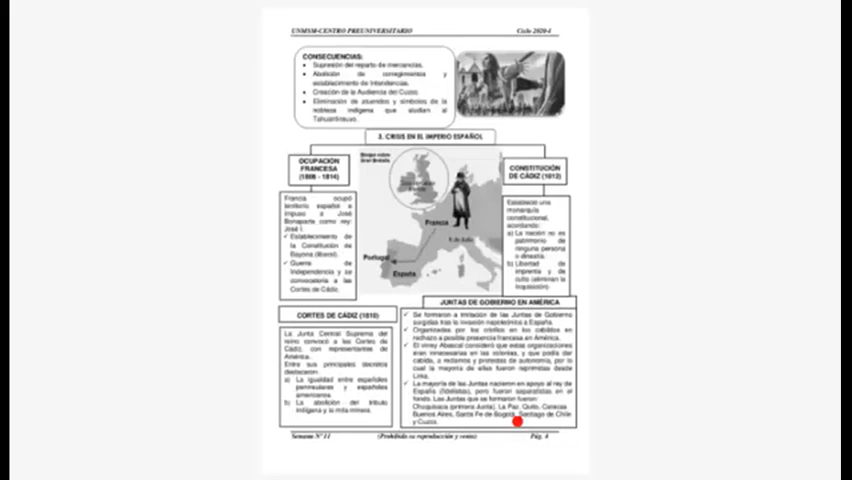 UNMSM-CENTRO PREUNIVERSITARIO Ciclo 2020-I
CONSECUENCIAS:
• Supresión del reparto de mercancías.
• Abolición de corregimientos y
establecimiento de Intendencias.
• Creación de la Audiencia del Cuzco.
• Eliminación de atuendos y símbolos de la
nobleza indígena que aludían al
Tahuantinsuyo.
3. CRISIS EN EL IMPERIO ESPAÑOL
OCUPACIÓN
FRANCESA
(1808 - 1814)
Francia ocupó
territorio español e
impuso a José
Bonaparte como rey:
José I.
✓ Establecimiento de
la Constitución de
Bayona (liberal).
✓ Guerra de
Independencia y se
convocaría a las
Cortes de Cádiz.
Bloqueo sobre
Gran Bretaña
Francia
Portugal
España
CONSTITUCIÓN
DE CÁDIZ (1812)
Estableció una
monarquía
constitucional,
acordando:
a) La nación no es
patrimonio de
ninguna persona
o dinastía.
b) Libertad de
imprenta y de
culto (eliminan la
Inquisición)
CORTES DE CÁDIZ (1810)
La Junta Central Suprema del
reino convocó a las Cortes de
Cádiz, con representantes de
América.
Entre sus principales decretos
destacaron:
a) La igualdad entre españoles
peninsulares y españoles
americanos.
b) La abolición del tributo
indígena y la mita minera.
JUNTAS DE GOBIERNO EN AMÉRICA
✓ Se formaron a imitación de las Juntas de Gobierno
surgidas tras la invasión napoleónica a España.
✓ Organizadas por los criollos en los cabildos en
rechazo a posible presencia francesa en América.
✓ El virrey Abascal consideró que estas organizaciones
eran innecesarias en las colonias, y que podía dar
cabida, a reclamos y protestas de autonomía, por lo
cual la mayoría de ellas fueron reprimidas desde
Lima.
✓ La mayoría de las Juntas nacieron en apoyo al rey de
España (fidelistas), pero fueron separatistas en el
fondo. Las Juntas que se formaron fueron:
Chuquisaca (primera Junta), La Paz, Quito, Caracas
Buenos Aires, Santa Fe de Bogotá, Santiago de Chile
y Cuzco.
Semana Nº 11 (Prohibida su reproducción y venta) Pág. 4